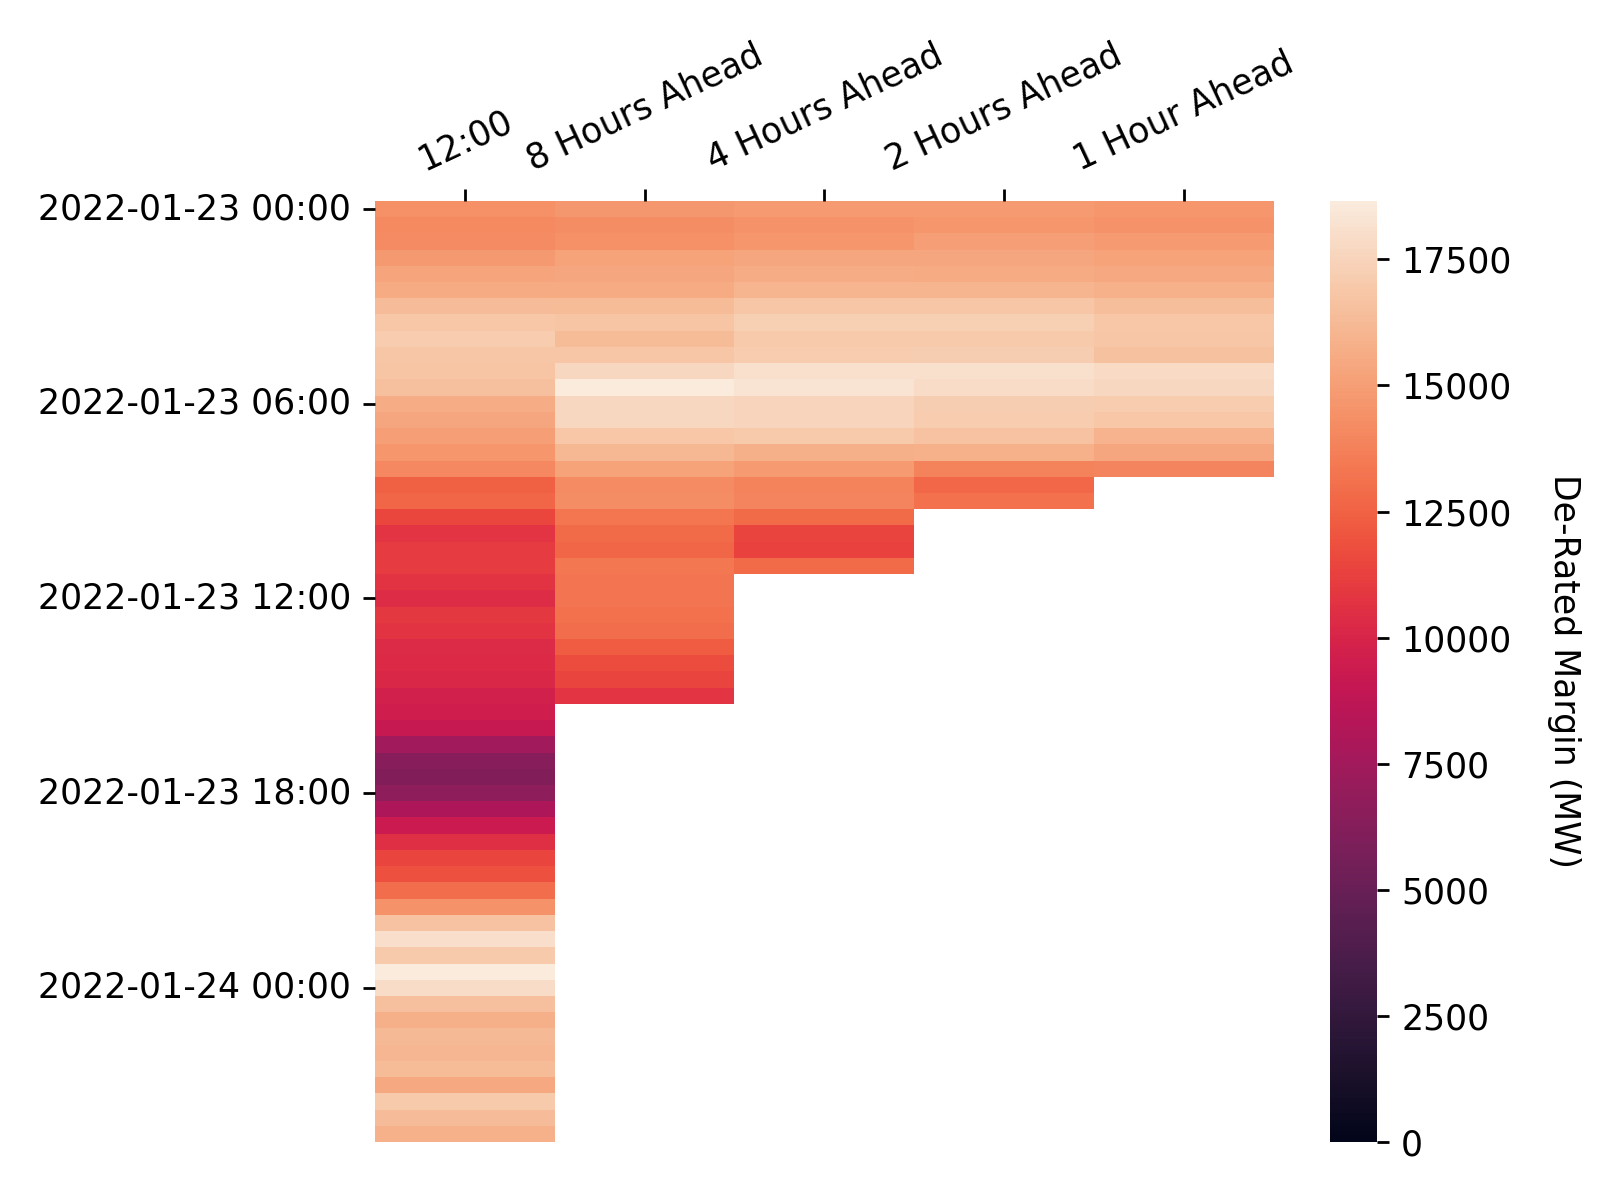 12:00
8 Hours Ahead
4 Hours Ahead
2 Hours Ahead
1 Hour Ahead
2022-01-23 00:00
2022-01-23 06:00
2022-01-23 12:00
2022-01-23 18:00
2022-01-24 00:00
17500
15000
12500
10000
7500
5000
2500
0
De-Rated Margin (MW)